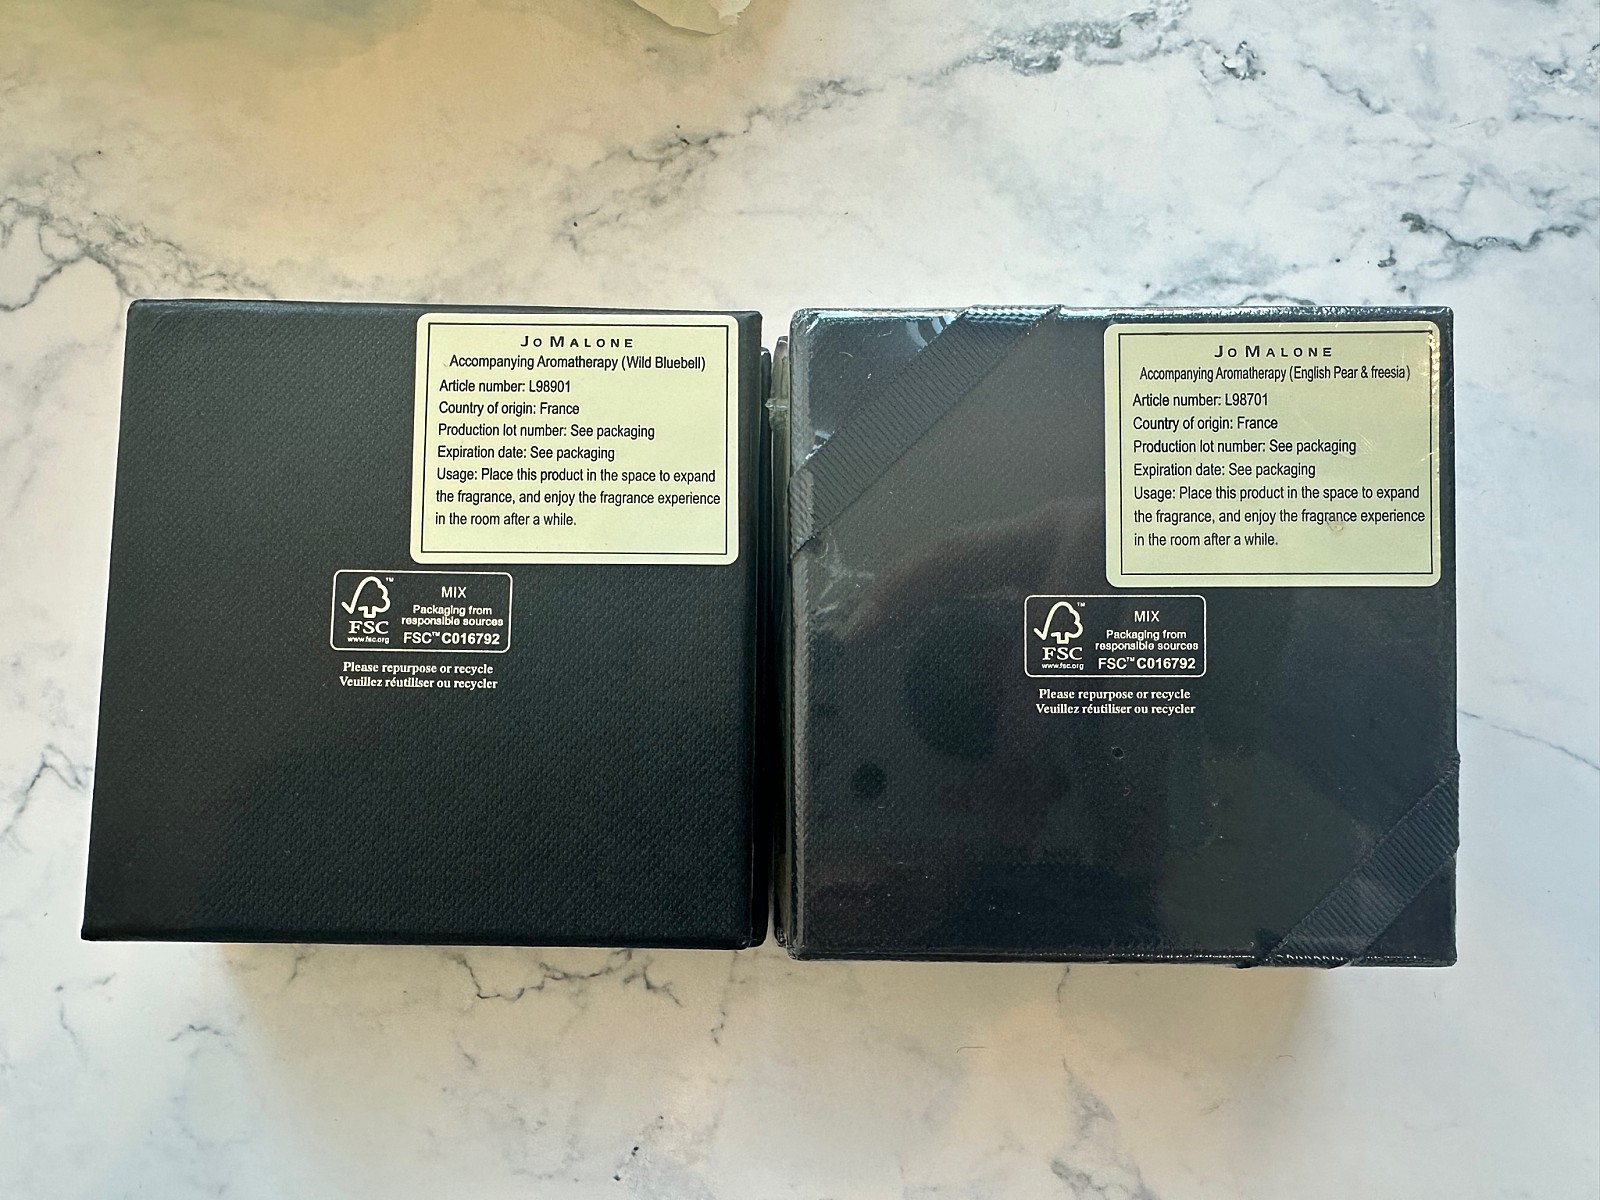 JO MALONE
Accompanying Aromatherapy (Wild Bluebell)
Article number: L98901
Country of origin: France
Production lot number: See packaging
Expiration date: See packaging
Usage: Place this product in the space to expand
the fragrance, and enjoy the fragrance experience
in the room after a while.
FSC™
www.fsc.org
MIX
Packaging from
responsible sources
FSC™ C016792
Please repurpose or recycle
Veuillez réutiliser ou recycler
JO MALONE
Accompanying Aromatherapy (English Pear & freesia)
Article number: L98701
Country of origin: France
Production lot number: See packaging
Expiration date: See packaging
Usage: Place this product in the space to expand
the fragrance, and enjoy the fragrance experience
in the room after a while.
FSC™
www.fsc.org
MIX
Packaging from
responsible sources
FSC™ C016792
Please repurpose or recycle
Veuillez réutiliser ou recycler